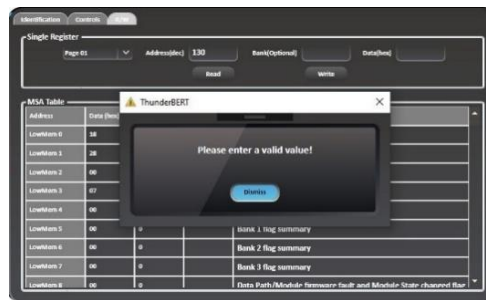 Identification Controls R/W
Single Register
Page 01 Address(dec) 130 Bank(Optional) Data(hex)
Read Write
MSA Table
ThunderBERT
Please enter a valid value!
Dismiss
Address Data (hex)
LowMem 0 18
LowMem 1 28
LowMem 2 00
LowMem 3 07
LowMem 4 00
LowMem 5 00 0 Bank 1 flag summary
LowMem 6 00 0 Bank 2 flag summary
LowMem 7 00 0 Bank 3 flag summary
LowMem 8 00 0 Data Path/Module firmware fault and Module State changed flag